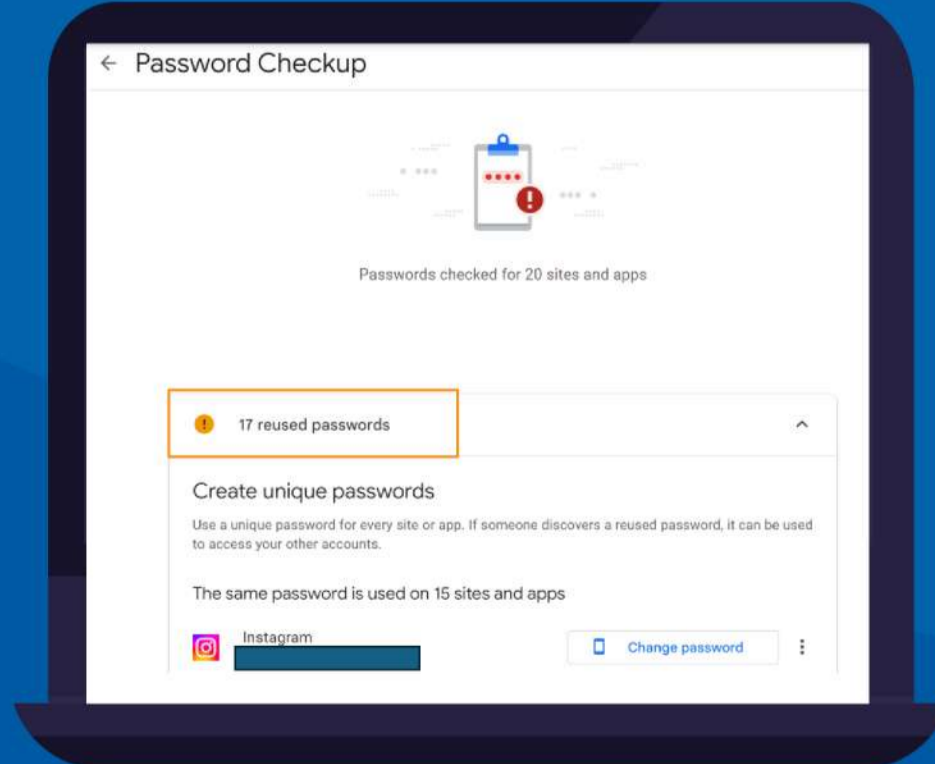 ← Password Checkup
Passwords checked for 20 sites and apps
17 reused passwords
Create unique passwords
Use a unique password for every site or app. If someone discovers a reused password, it can be used
to access your other accounts.
The same password is used on 15 sites and apps
Instagram
Change password